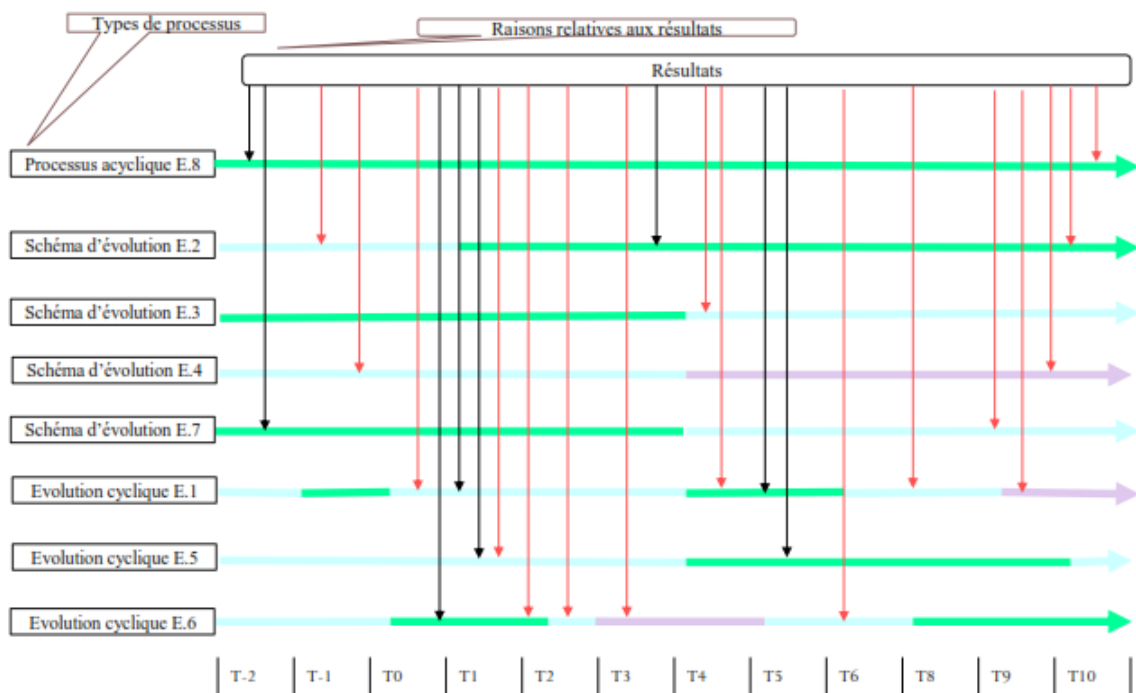 Types de processus
Raisons relatives aux résultats
Résultats
Processus acyclique E.8
Schéma d'évolution E.2
Schéma d'évolution E.3
Schéma d'évolution E.4
Schéma d'évolution E.7
Evolution cyclique E.1
Evolution cyclique E.5
Evolution cyclique E.6
T-2 T-1 T0 T1 T2 T3 T4 T5 T6 T8 T9 T10